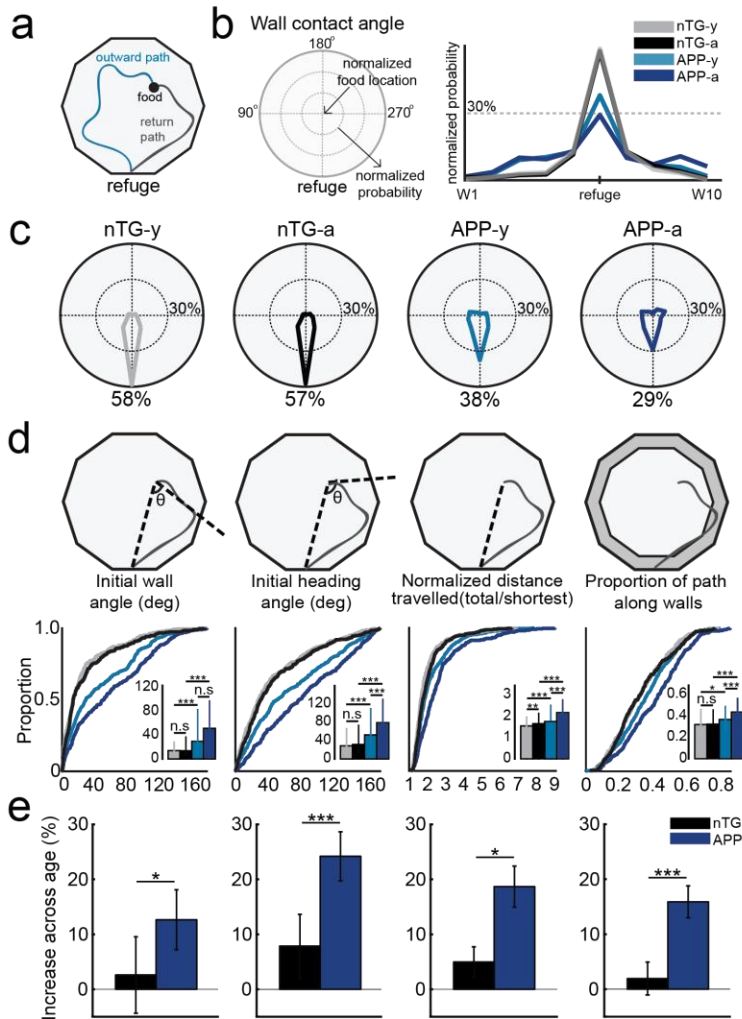 a
outward path
food
return
path
refuge
b
Wall contact angle
180°
normalized
food location
90°
270°
refuge
normalized
probability
normalized probability
30%
W1
refuge
W10
nTG-y
nTG-a
APP-y
APP-a
c
nTG-y
nTG-a
APP-y
APP-a
30%
30%
30%
30%
58%
57%
38%
29%
d
θ
θ
Initial wall
angle (deg)
Initial heading
angle (deg)
Normalized distance
travelled(total/shortest)
Proportion of path
along walls
Proportion
1.0
0.5
0
0 40 80 120 160
120
80
40
0
n.s
***
n.s
***
0 40 80 120 160
120
80
40
0
n.s
***
***
***
1 2 3 4 5 6 7 8 9
3
2
1
0
**
***
***
***
0 0.2 0.4 0.6 0.8
0.6
0.4
0.2
0
n.s
*
***
***
e
Increase across age (%)
30
20
10
0
*
30
20
10
0
***
30
20
10
0
*
30
20
10
0
***
nTG
APP